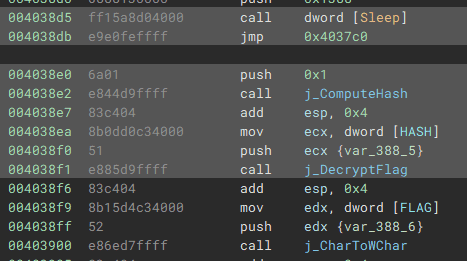 004038d5 ff15a8d04000 call dword [Sleep]
004038db e9e0feffff jmp 0x4037c0
004038e0 6a01 push 0x1
004038e2 e844d9ffff call j_ComputeHash
004038e7 83c404 add esp, 0x4
004038ea 8b0dd0c34000 mov ecx, dword [HASH]
004038f0 51 push ecx {var_388_5}
004038f1 e885d9ffff call j_DecryptFlag
004038f6 83c404 add esp, 0x4
004038f9 8b15d4c34000 mov edx, dword [FLAG]
004038ff 52 push edx {var_388_6}
00403900 e86ed7ffff call j_CharToWChar